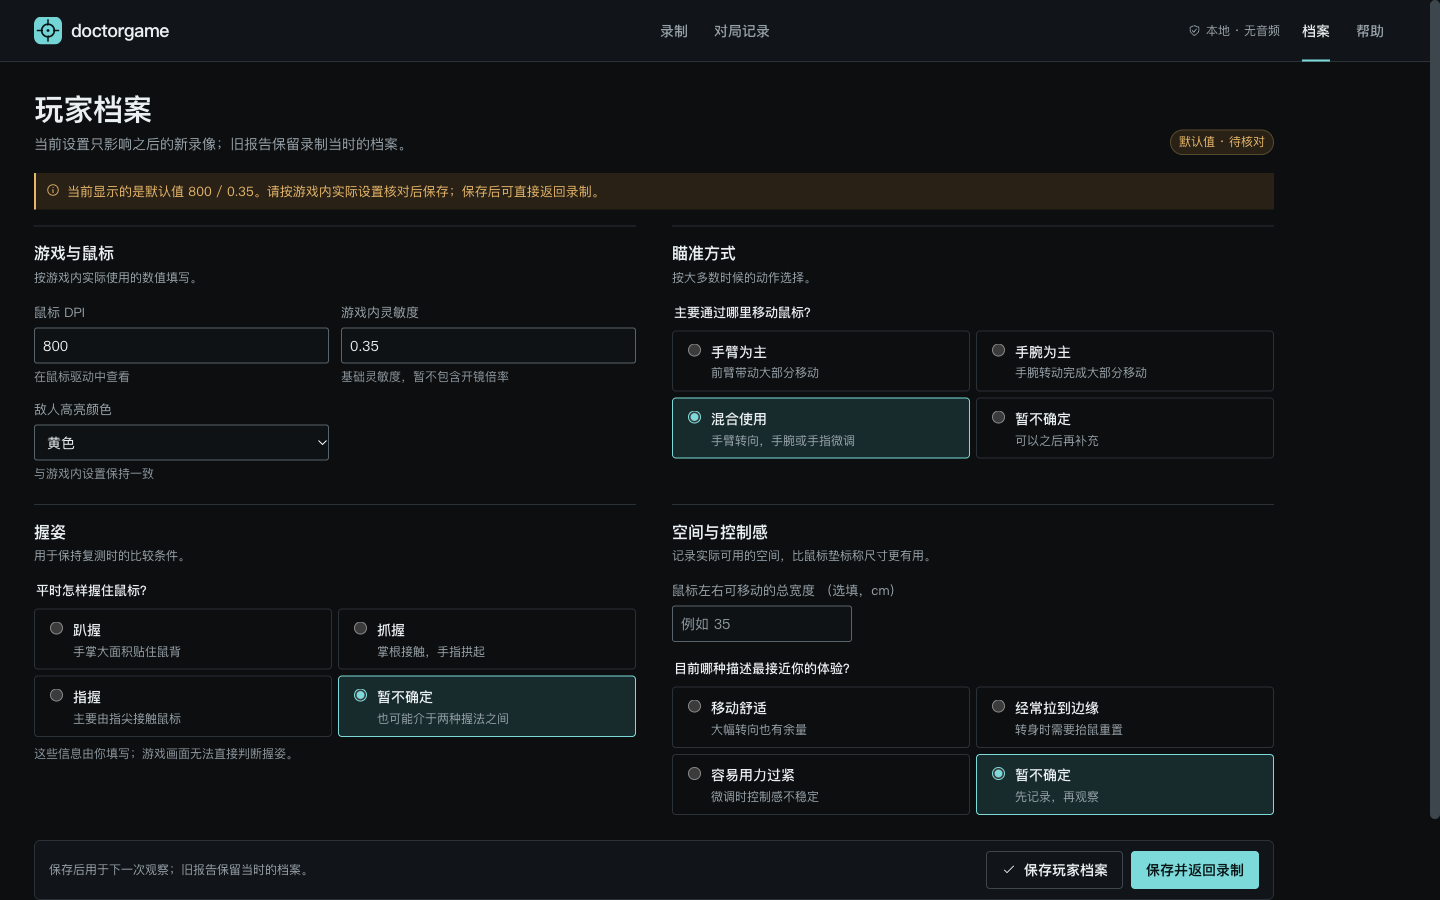 doctorgame
录制
对局记录
本地 · 无音频
档案
帮助
玩家档案
当前设置只影响之后的新录像；旧报告保留录制当时的档案。
默认值 · 待核对
当前显示的是默认值 800 / 0.35。请按游戏内实际设置核对后保存；保存后可直接返回录制。
游戏与鼠标
按游戏内实际使用的数值填写。
鼠标 DPI
游戏内灵敏度
800
0.35
在鼠标驱动中查看
基础灵敏度，暂不包含开镜倍率
敌人高亮颜色
黄色
与游戏内设置保持一致
瞄准方式
按大多数时候的动作选择。
主要通过哪里移动鼠标？
手臂为主
前臂带动大部分移动
手腕为主
手腕转动完成大部分移动
混合使用
手臂转向，手腕或手指微调
暂不确定
可以之后再补充
握姿
用于保持复测时的比较条件。
平时怎样握住鼠标？
趴握
手掌大面积贴住鼠背
抓握
掌根接触，手指拱起
指握
主要由指尖接触鼠标
暂不确定
也可能介于两种握法之间
这些信息由你填写；游戏画面无法直接判断握姿。
空间与控制感
记录实际可用的空间，比鼠标垫标称尺寸更有用。
鼠标左右可移动的总宽度 （选填，cm）
例如 35
目前哪种描述最接近你的体验？
移动舒适
大幅转向也有余量
经常拉到边缘
转身时需要抬鼠重置
容易用力过紧
微调时控制感不稳定
暂不确定
先记录，再观察
保存后用于下一次观察；旧报告保留当时的档案。
保存玩家档案
保存并返回录制